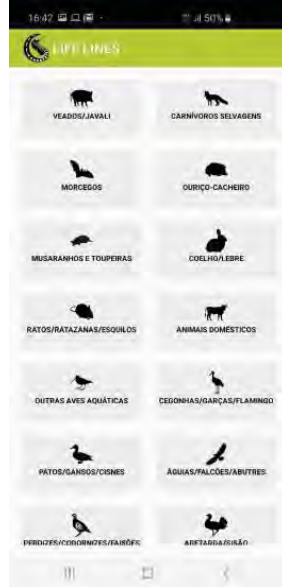 16:42
50%
LIFE LINES
VEADOS/JAVALI
CARNÍVOROS SELVAGENS
MORCEGOS
OURIÇO-CACHEIRO
MUSARANHOS E TOUPEIRAS
COELHO/LEBRE
RATOS/RATAZANAS/ESQUILOS
ANIMAIS DOMÉSTICOS
OUTRAS AVES AQUÁTICAS
CEGONHAS/GARÇAS/FLAMINGO
PATOS/GANSOS/CISNES
ÁGUIAS/FALCÕES/ABUTRES
PERDIZES/CODORNIZES/FAISÕES
ABETARDA/SISÃO